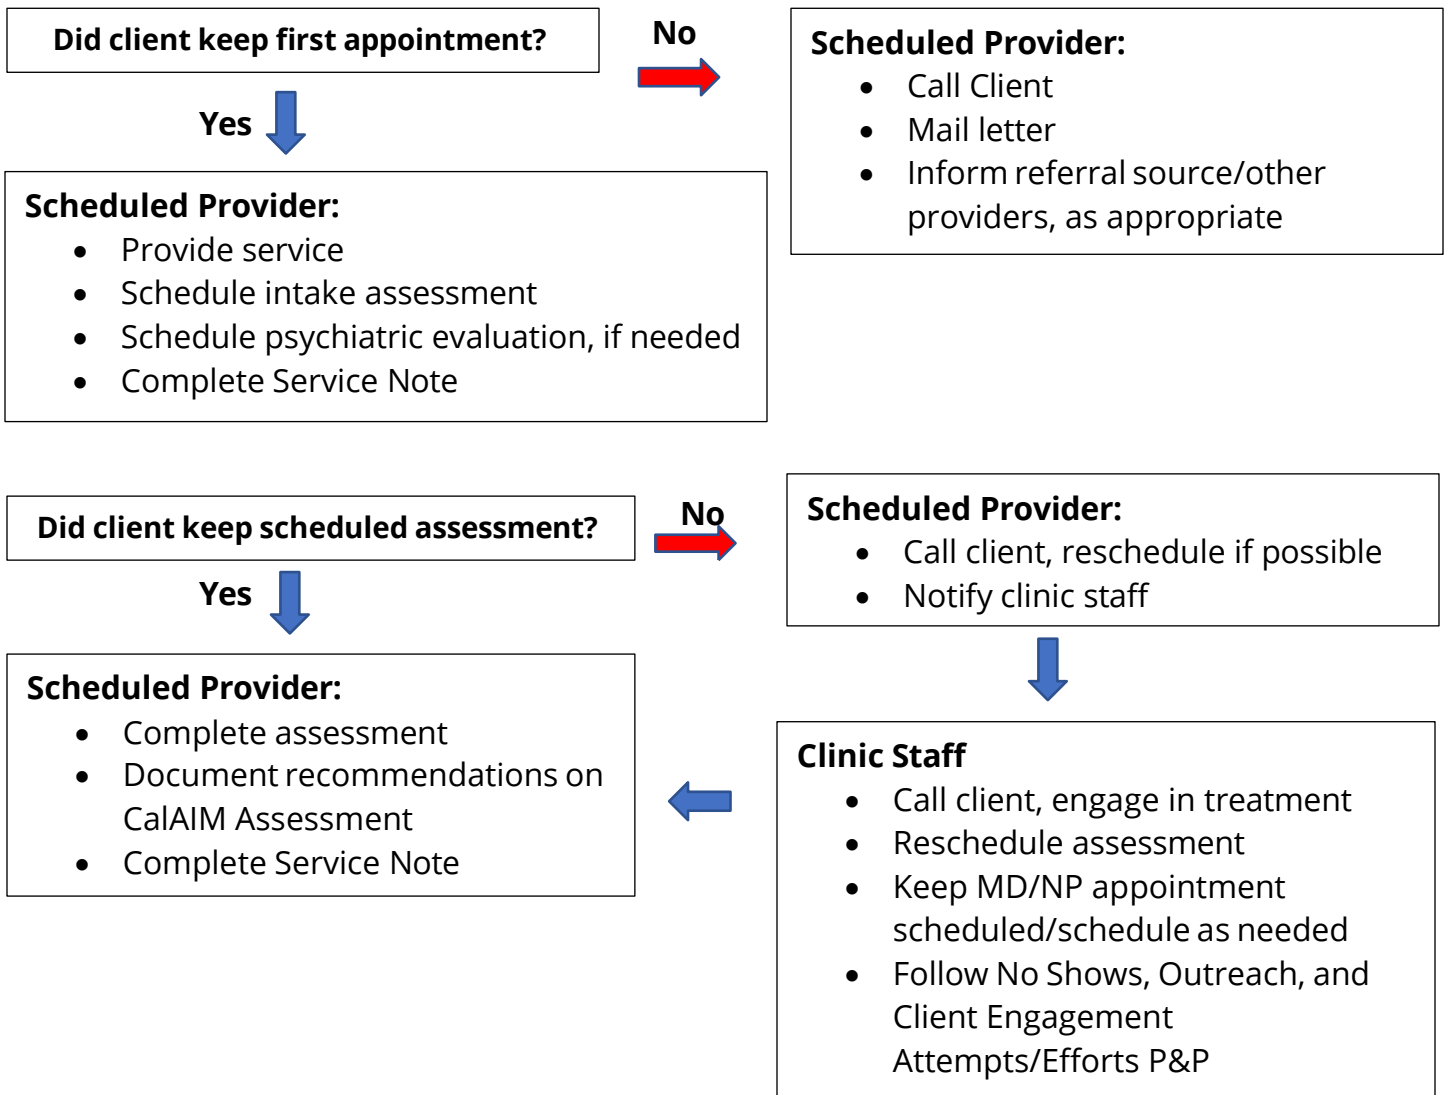 Did client keep first appointment?
No
Scheduled Provider:
• Call Client
• Mail letter
• Inform referral source/other
providers, as appropriate
Yes
Scheduled Provider:
• Provide service
• Schedule intake assessment
• Schedule psychiatric evaluation, if needed
• Complete Service Note
Did client keep scheduled assessment?
No
Scheduled Provider:
• Call client, reschedule if possible
• Notify clinic staff
Yes
Scheduled Provider:
• Complete assessment
• Document recommendations on
CalAIM Assessment
• Complete Service Note
Clinic Staff
• Call client, engage in treatment
• Reschedule assessment
• Keep MD/NP appointment
scheduled/schedule as needed
• Follow No Shows, Outreach, and
Client Engagement
Attempts/Efforts P&P